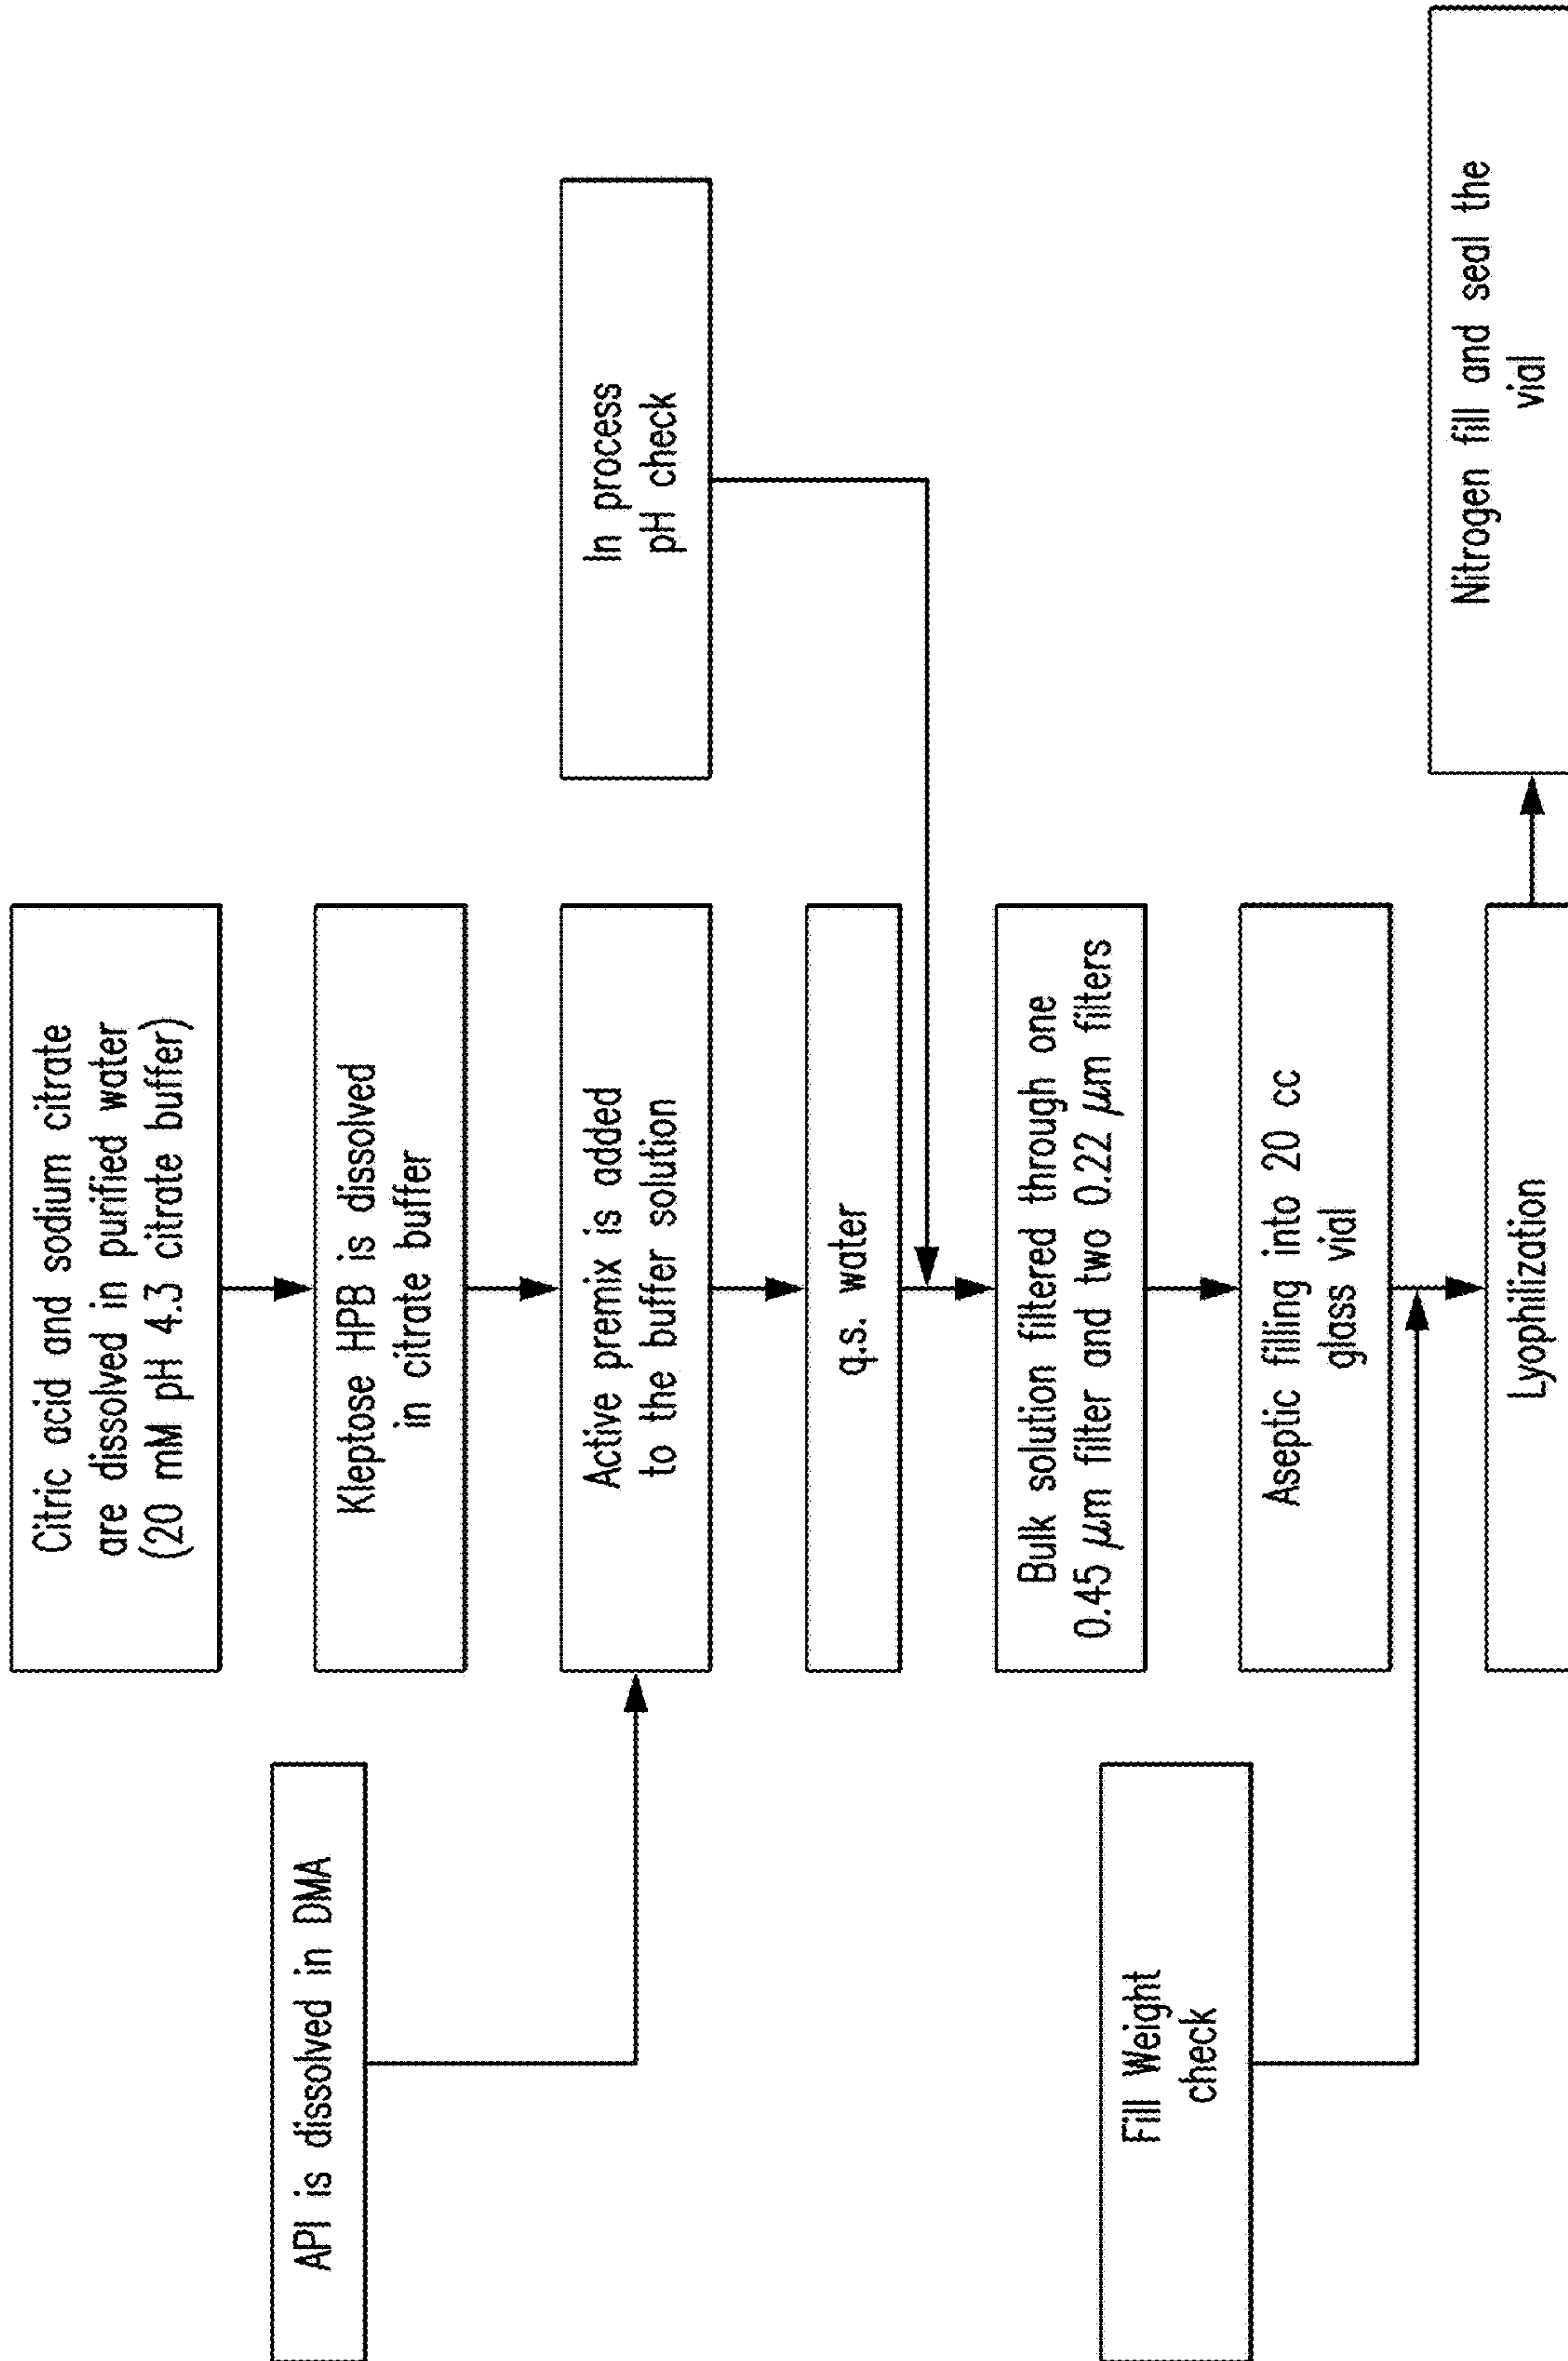 Citric acid and sodium citrate
are dissolved in purified water
(20 mM pH 4.3 citrate buffer)
API is dissolved in DMA
Kleptose HPB is dissolved
in citrate buffer
Active premix is added
to the buffer solution
In process
pH check
q.s. water
Bulk solution filtered through one
0.45 μm filter and two 0.22 μm filters
Fill Weight
check
Aseptic filling into 20 cc
glass vial
Lyophilization
Nitrogen fill and seal the
vial